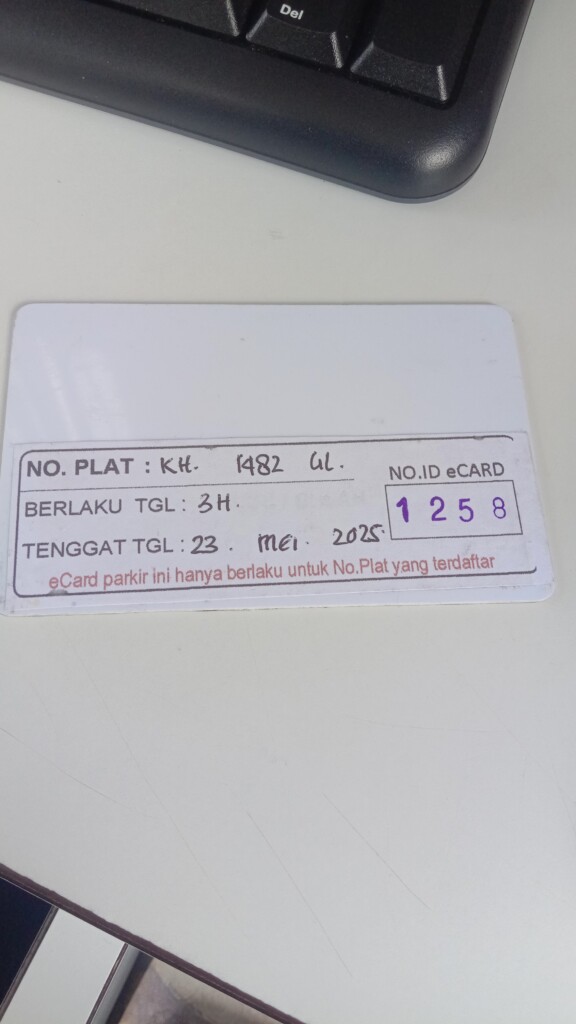 Del
NO. PLAT : KH. 1482 GL.
NO.ID eCARD
BERLAKU TGL : 3H.
1 2 5 8
TENGGAT TGL : 23. MEI. 2025.
eCard parkir ini hanya berlaku untuk No.Plat yang terdaftar